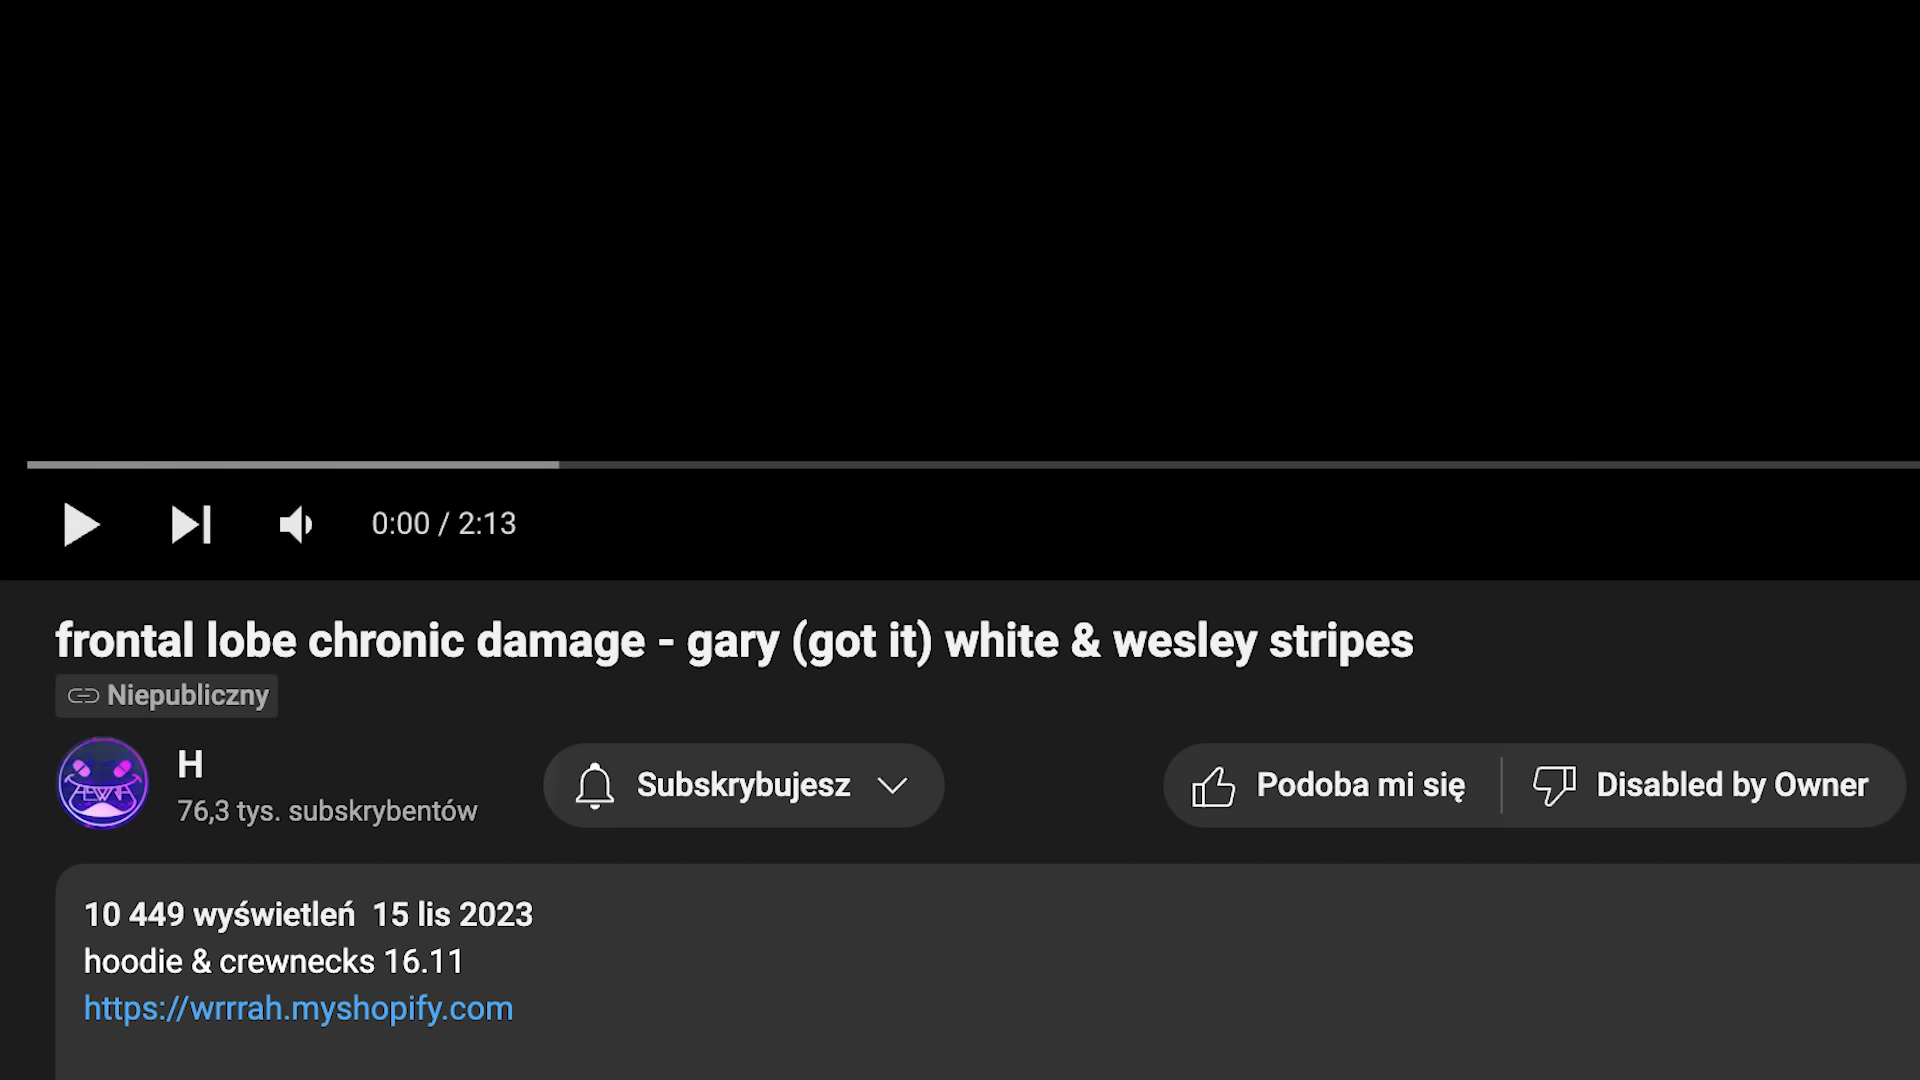 0:00 / 2:13
frontal lobe chronic damage - gary (got it) white & wesley stripes
Niepubliczny
H
76,3 tys. subskrybentów
Subskrybujesz
Podoba mi się
Disabled by Owner
10 449 wyświetleń  15 lis 2023
hoodie & crewnecks 16.11
https://wrrrah.myshopify.com